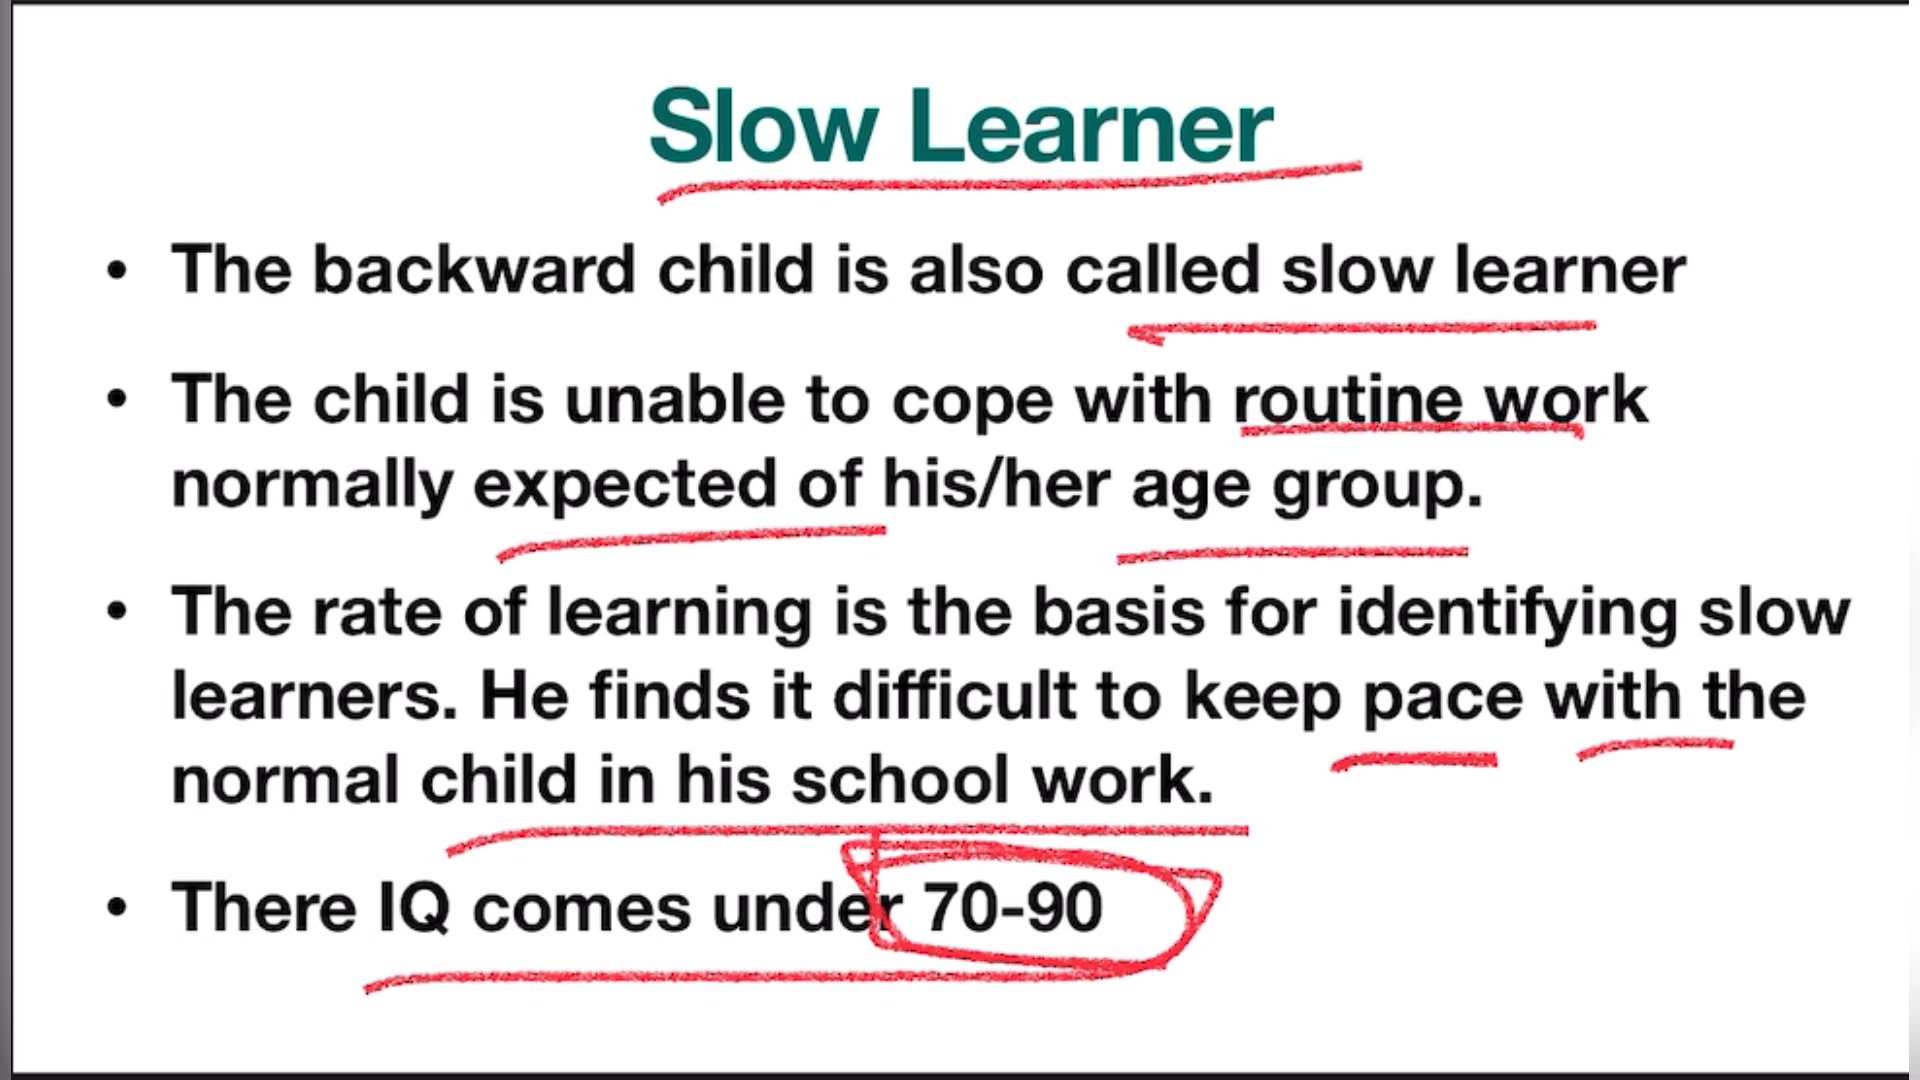 Slow Learner
• The backward child is also called slow learner
• The child is unable to cope with routine work
normally expected of his/her age group.
• The rate of learning is the basis for identifying slow
learners. He finds it difficult to keep pace with the
normal child in his school work.
• There IQ comes under 70-90